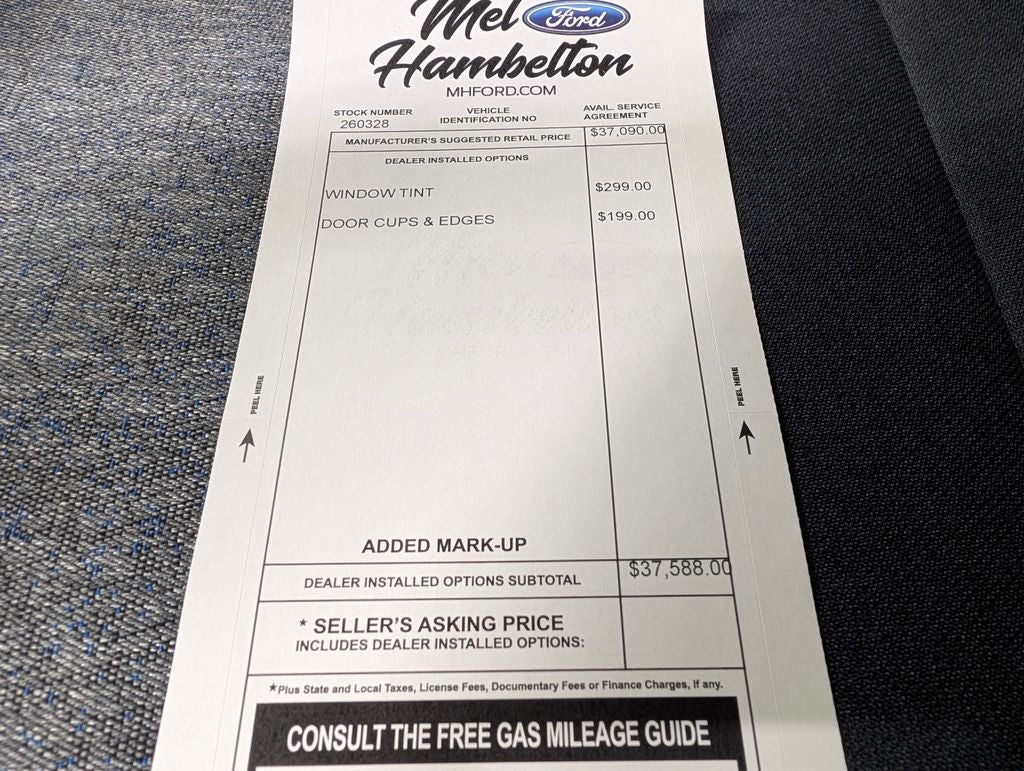 Mel Ford
Hambelton
MHFORD.COM
STOCK NUMBER
260328
VEHICLE
IDENTIFICATION NO
AVAIL. SERVICE
AGREEMENT
MANUFACTURER'S SUGGESTED RETAIL PRICE $37,090.00
DEALER INSTALLED OPTIONS
WINDOW TINT $299.00
DOOR CUPS & EDGES $199.00
PEEL HERE
PEEL HERE
ADDED MARK-UP
DEALER INSTALLED OPTIONS SUBTOTAL $37,588.00
* SELLER'S ASKING PRICE
INCLUDES DEALER INSTALLED OPTIONS:
*Plus State and Local Taxes, License Fees, Documentary Fees or Finance Charges, if any.
CONSULT THE FREE GAS MILEAGE GUIDE